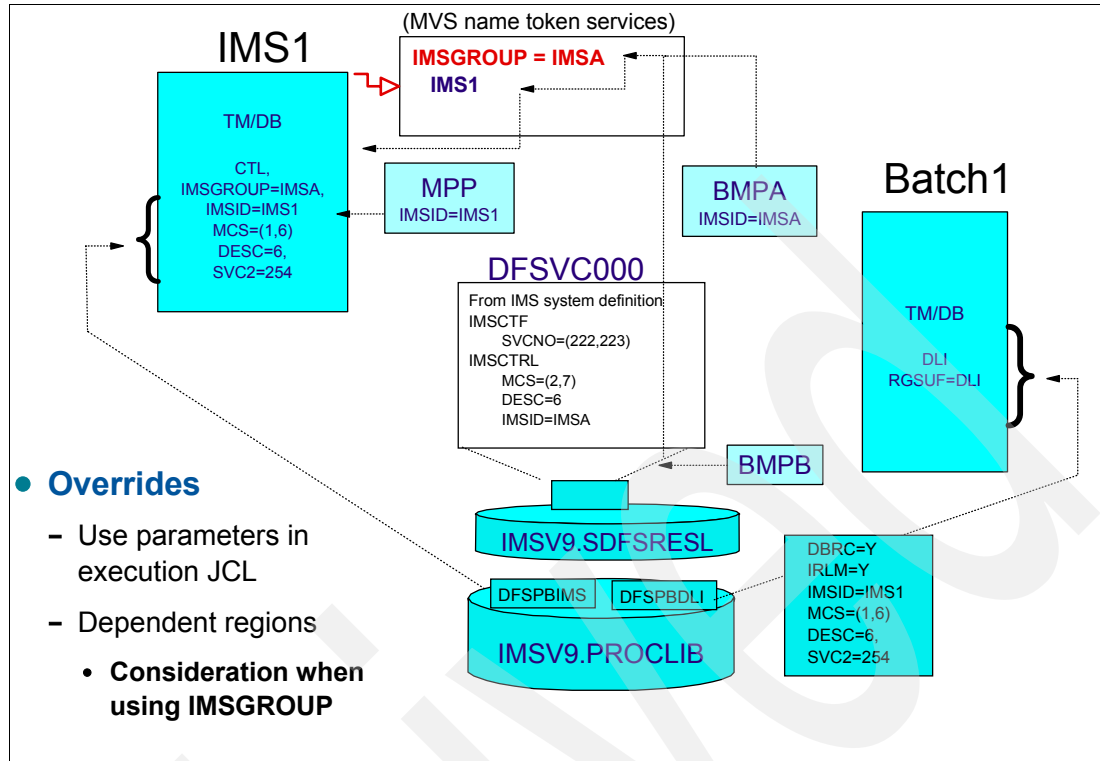 (MVS name token services)
IMS1
IMSGROUP = IMSA
IMS1
TM/DB
CTL,
IMSGROUP=IMSA,
IMSID=IMS1
MCS=(1,6)
DESC=6,
SVC2=254
MPP
IMSID=IMS1
BMPA
IMSID=IMSA
Batch1
TM/DB
DLI
RGSUF=DLI
DFSVC000
From IMS system definition
IMSCTF
SVCNO=(222,223)
IMSCTRL
MCS=(2,7)
DESC=6
IMSID=IMSA
BMPB
IMSV9.SDFSRESL
DFSPBIMS
DFSPBDLI
IMSV9.PROCLIB
DBRC=Y
IRLM=Y
IMSID=IMS1
MCS=(1,6)
DESC=6,
SVC2=254
• Overrides
– Use parameters in
execution JCL
– Dependent regions
• Consideration when
using IMSGROUP